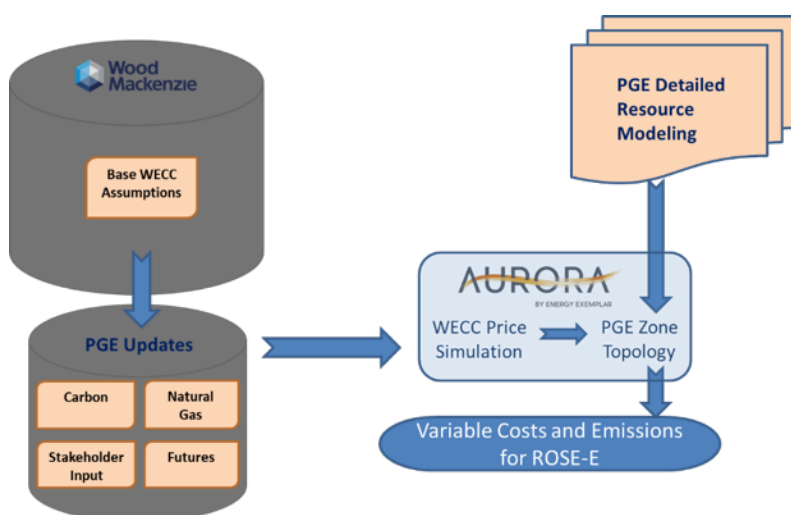 Wood
Mackenzie
Base WECC
Assumptions
PGE Updates
Carbon
Natural
Gas
Stakeholder
Input
Futures
PGE Detailed
Resource
Modeling
AURORA
BY ENERGY EXEMPLAR
WECC Price
Simulation
PGE Zone
Topology
Variable Costs and Emissions
for ROSE-E